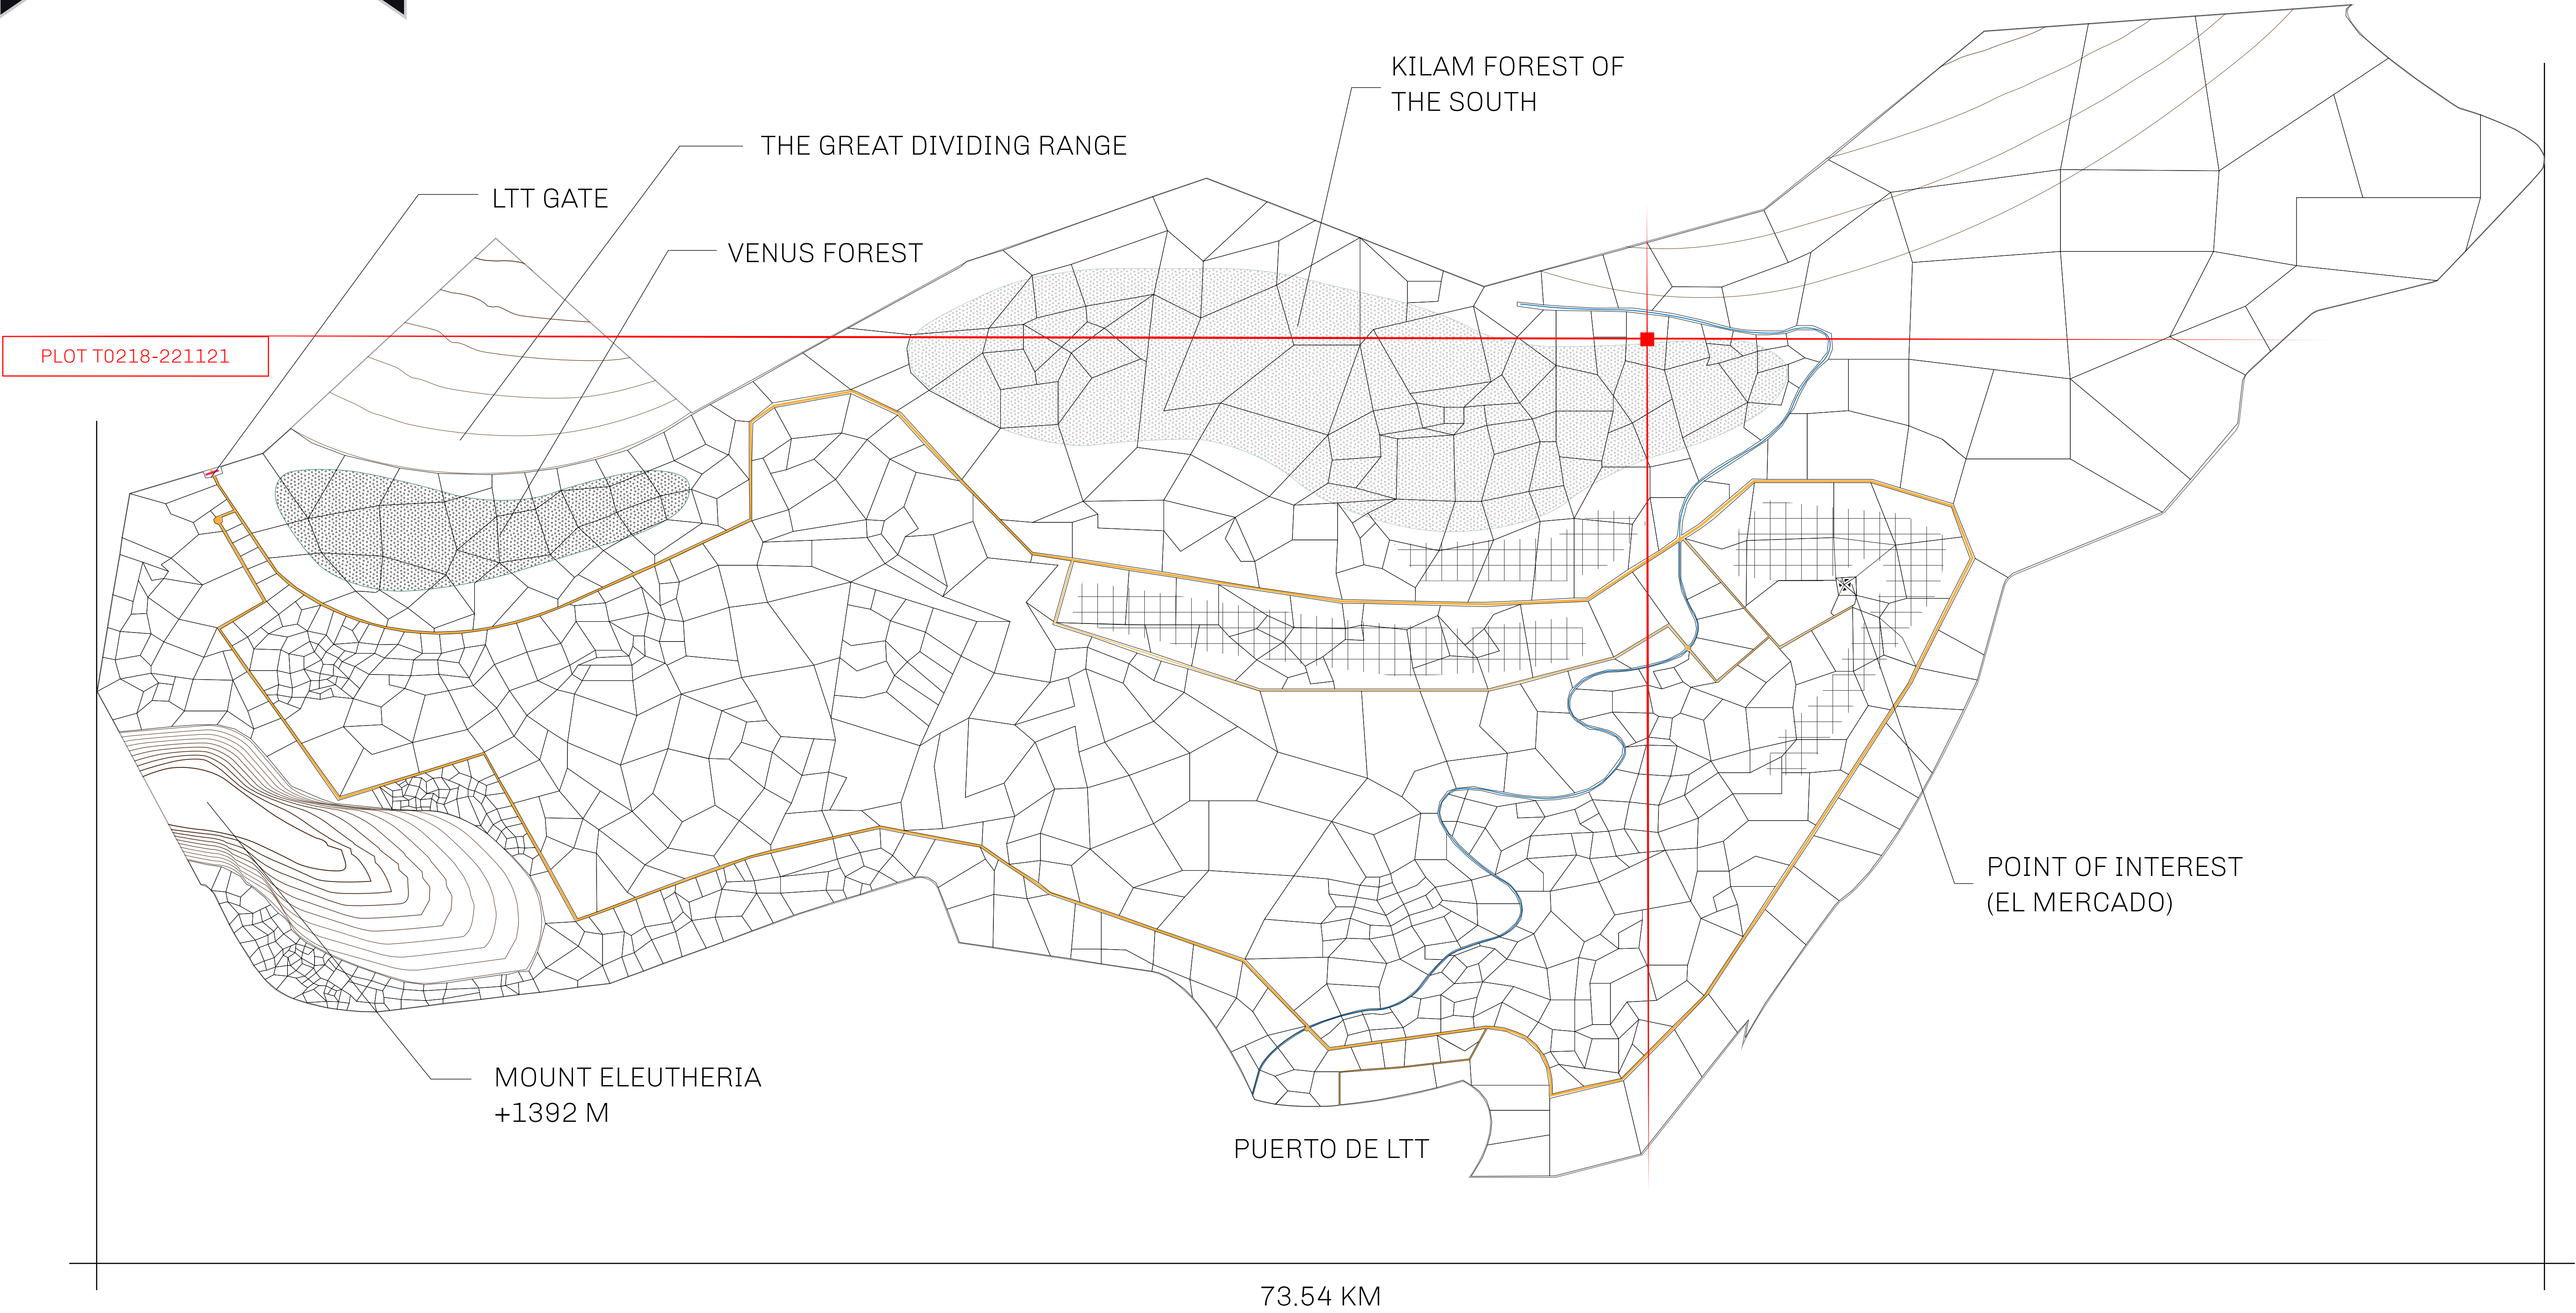 KILAM FOREST OF
THE SOUTH
THE GREAT DIVIDING RANGE
LTT GATE
VENUS FOREST
PLOT T0218-221121
POINT OF INTEREST
(EL MERCADO)
MOUNT ELEUTHERIA
+1392 M
PUERTO DE LTT
73.54 KM